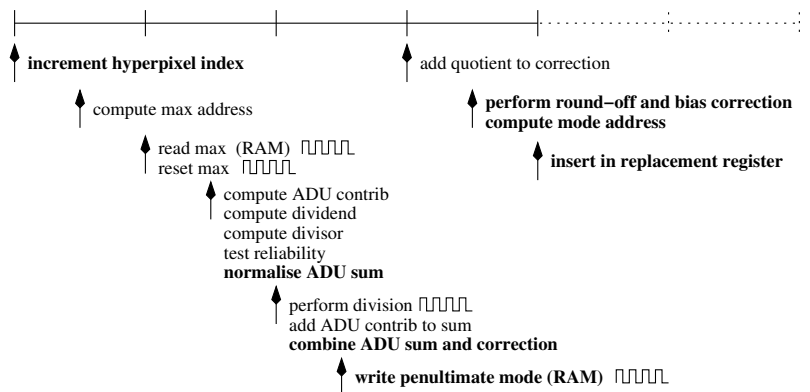 increment hyperpixel index
add quotient to correction
compute max address
perform round−off and bias correction
compute mode address
read max (RAM)
reset max
insert in replacement register
compute ADU contrib
compute dividend
compute divisor
test reliability
normalise ADU sum
perform division
add ADU contrib to sum
combine ADU sum and correction
write penultimate mode (RAM)